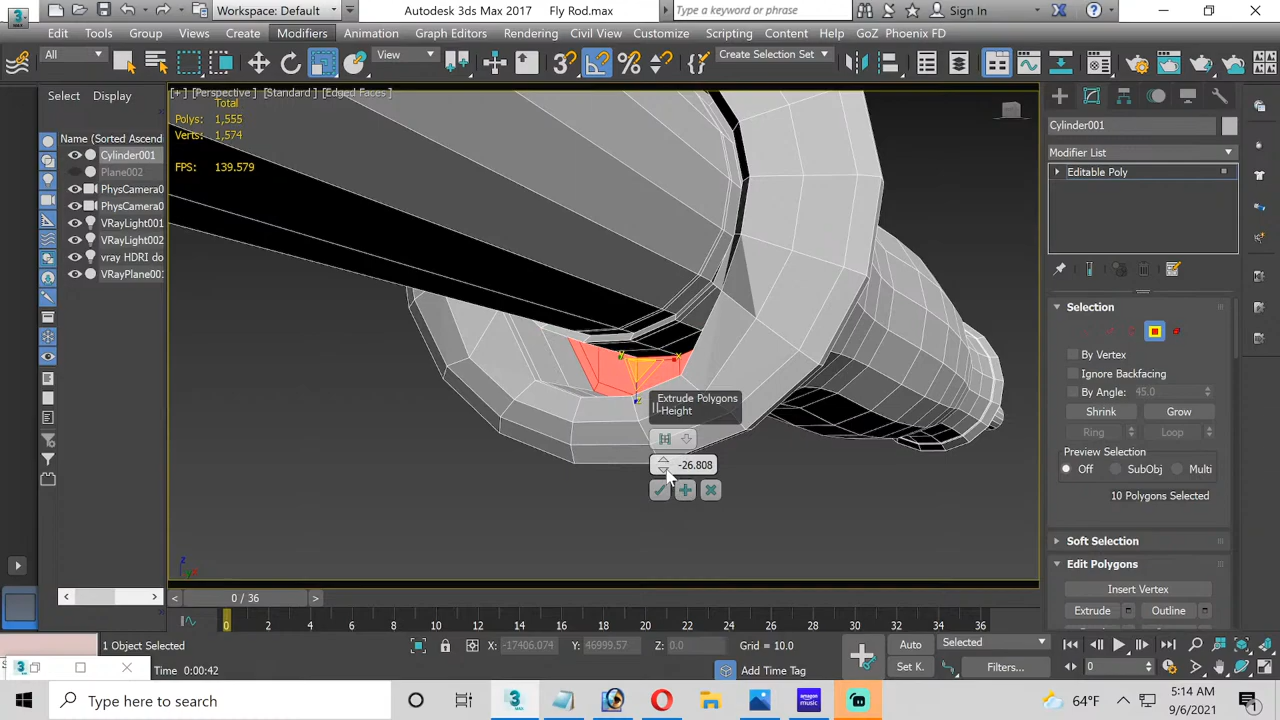 Autodesk 3ds Max 2017 Fly Rod.max
Workspace: Default
Type a keyword or phrase
Sign In
Edit Tools Group Views Create Modifiers Animation Graph Editors Rendering Civil View Customize Scripting Content GoZ Phoenix FD
All
View
Create Selection Set
Select Display
[+] [Perspective] [Standard] [Edged Faces]
Total
Polys: 1,555
Verts: 1,574
FPS: 139.579
Name (Sorted Ascend
Cylinder001
Plane002
PhysCamera0
PhysCamera0
VRayLight001
VRayLight002
vray HDRI do
VRayPlane001
Extrude Polygons
-Height
-26.808
Cylinder001
Modifier List
Editable Poly
Selection
By Vertex
Ignore Backfacing
By Angle: 45.0
Shrink Grow
Ring Loop
Preview Selection
Off SubObj Multi
10 Polygons Selected
Soft Selection
Edit Polygons
Insert Vertex
Extrude Outline
0 / 36
0 2 4 6 8 10 12 14 16 18 20 22 24 26 28 30 32 34 36
1 Object Selected
X: -17406.074 Y: 46999.57 Z: 0.0 Grid = 10.0
Auto Selected
Time 0:00:42
Add Time Tag
Set K. Filters...
0
Type here to search
64°F
5:14 AM
9/6/2021